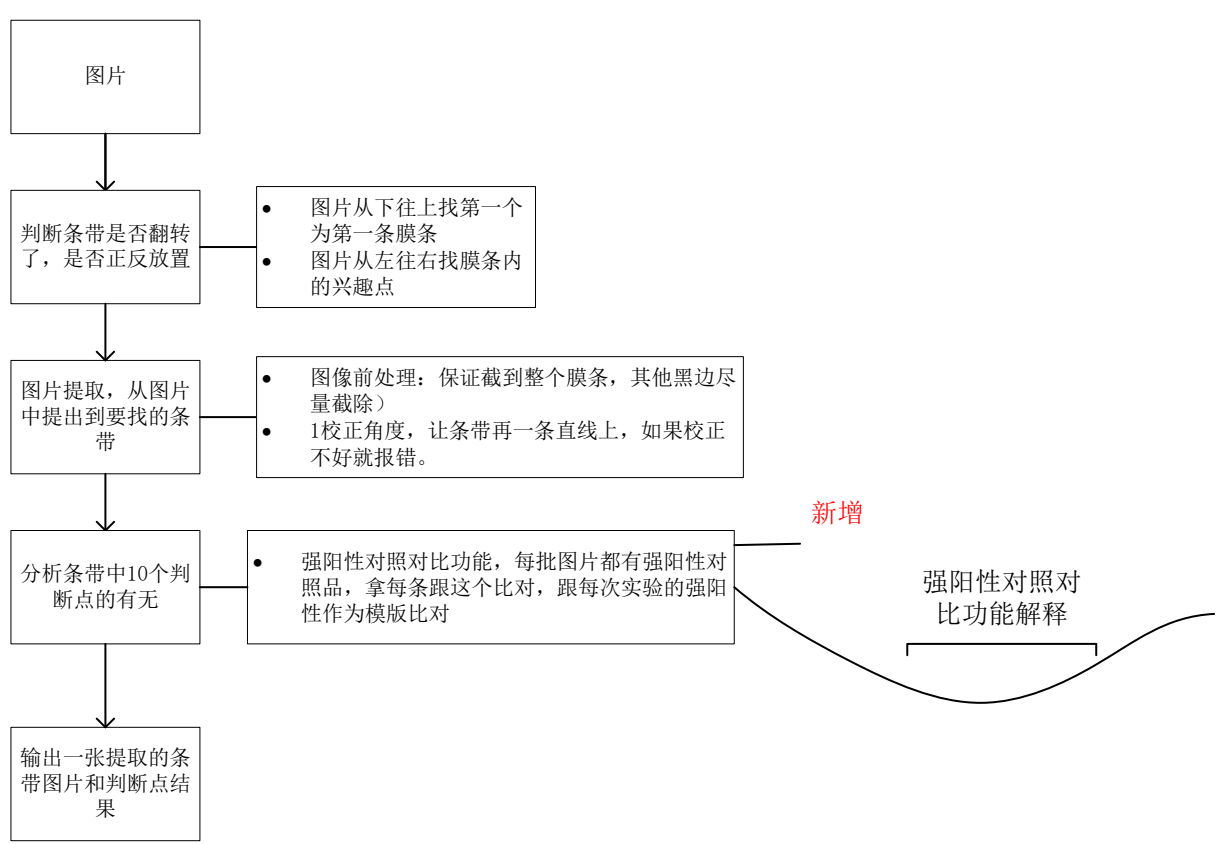 图片
判断条带是否翻转
了，是否正反放置
● 图片从下往上找第一个
为第一条膜条
● 图片从左往右找膜条内
的兴趣点
图片提取，从图片
中提出到要找的条
带
● 图像前处理：保证截到整个膜条，其他黑边尽
量截除）
● 1校正角度，让条带再一条直线上，如果校正
不好就报错。
新增
分析条带中10个判
断点的有无
● 强阳性对照对比功能，每批图片都有强阳性对
照品，拿每条跟这个比对，跟每次实验的强阳
性作为模版比对
强阳性对照对
比功能解释
输出一张提取的条
带图片和判断点结
果